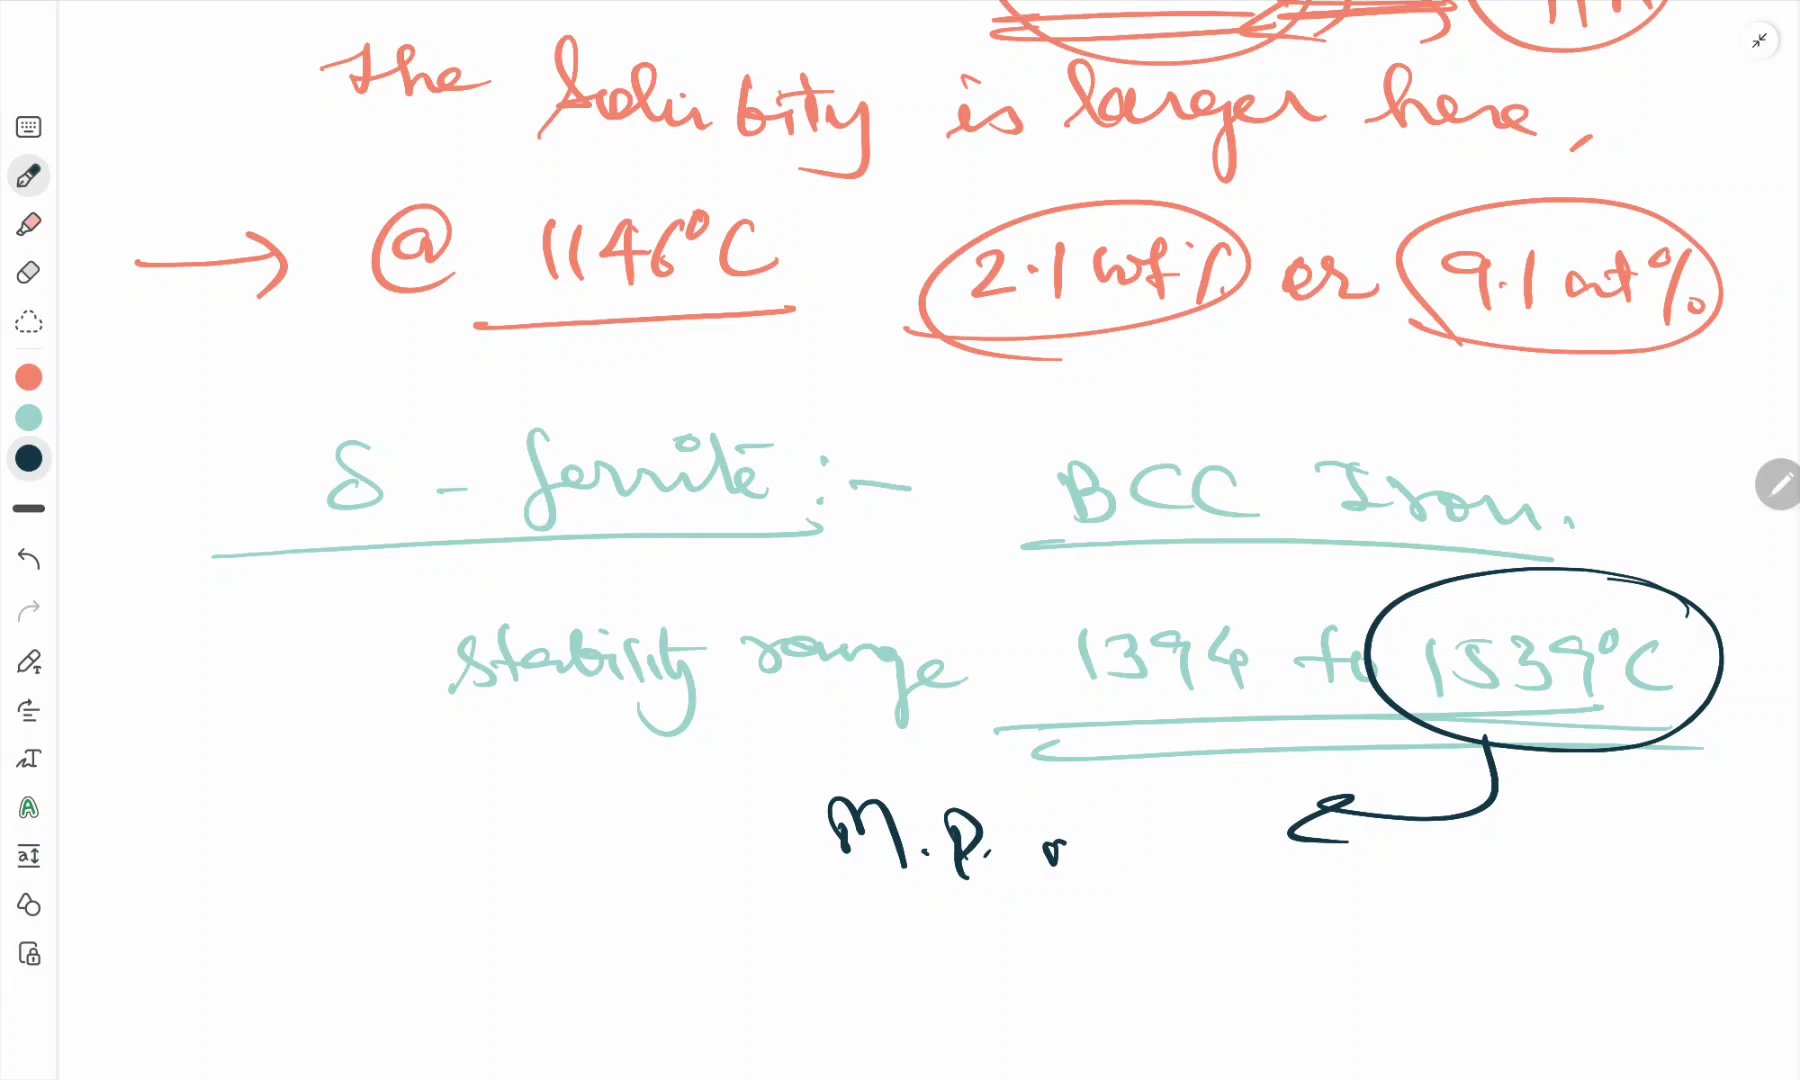 the Solubility is larger here,
→ @ 1146°C 2.1 wt% or 9.1 at%
δ - ferrite :- BCC Iron.
stability range 1394 to 1539°C
M.P.